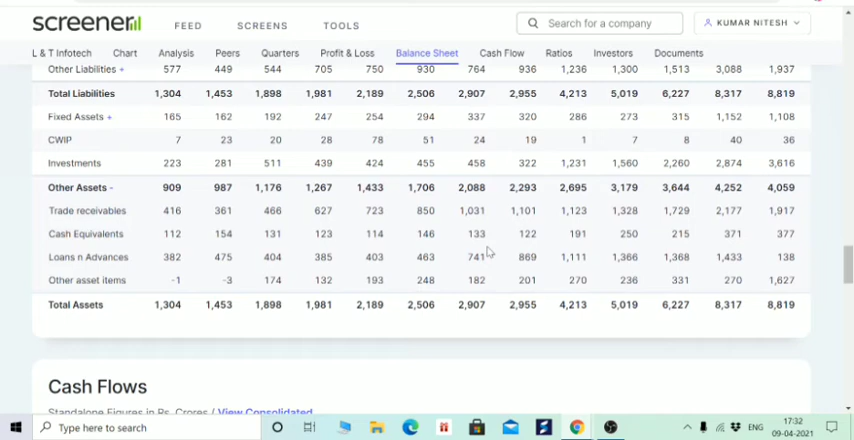 screener
FEED SCREENS TOOLS
Search for a company
KUMAR NITESH
L & T Infotech Chart Analysis Peers Quarters Profit & Loss Balance Sheet Cash Flow Ratios Investors Documents
Other Liabilities + 577 449 544 705 750 930 764 936 1,236 1,300 1,513 3,088 1,937
Total Liabilities 1,304 1,453 1,898 1,981 2,189 2,506 2,907 2,955 4,213 5,019 6,227 8,317 8,819
Fixed Assets + 165 162 192 247 254 294 337 320 286 273 315 1,152 1,108
CWIP 7 23 20 28 78 51 24 19 1 7 8 40 36
Investments 223 281 511 439 424 455 458 322 1,231 1,560 2,260 2,874 3,616
Other Assets - 909 987 1,176 1,267 1,433 1,706 2,088 2,293 2,695 3,179 3,644 4,252 4,059
Trade receivables 416 361 466 627 723 850 1,031 1,101 1,123 1,328 1,729 2,177 1,917
Cash Equivalents 112 154 131 123 114 146 133 122 191 250 215 371 377
Loans n Advances 382 475 404 385 403 463 741 869 1,111 1,366 1,368 1,433 138
Other asset items -1 -3 174 132 193 248 182 201 270 236 331 270 1,627
Total Assets 1,304 1,453 1,898 1,981 2,189 2,506 2,907 2,955 4,213 5,019 6,227 8,317 8,819
Cash Flows
Standalone Figures in Rs. Crores / View Consolidated
Type here to search
ENG
17:32
09-04-2021